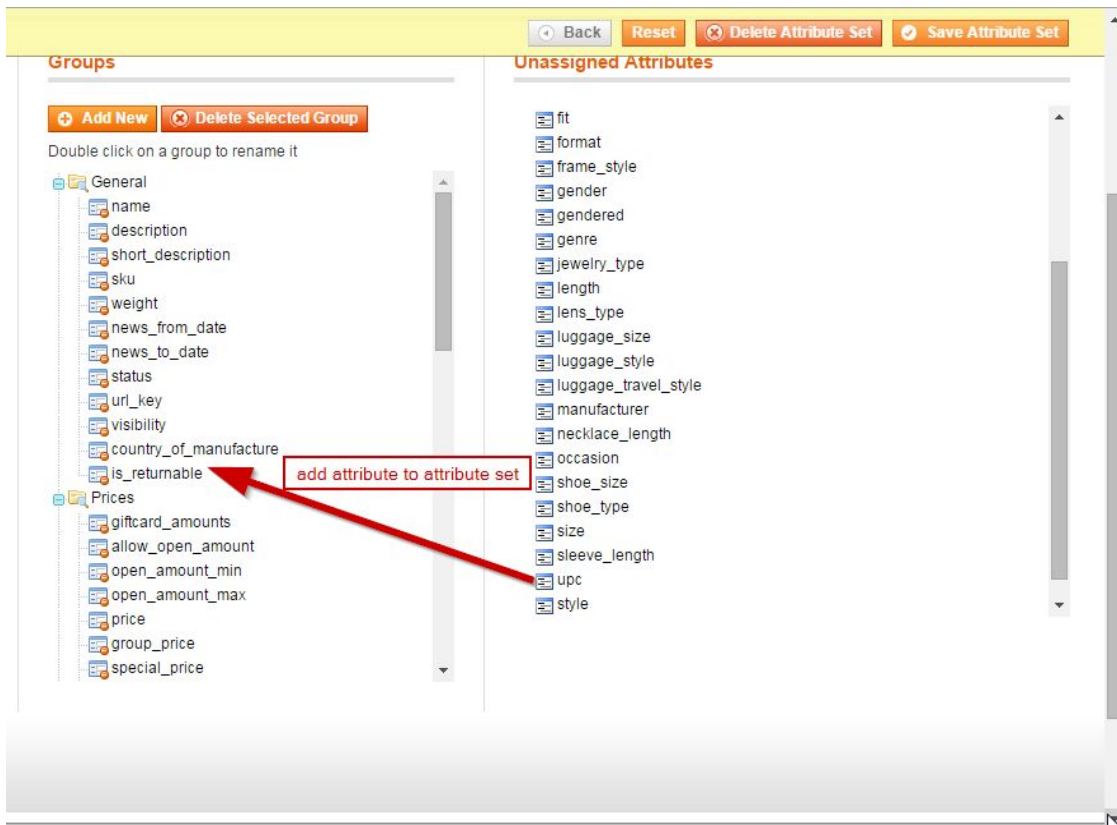 Back Reset Delete Attribute Set Save Attribute Set
Groups
Add New Delete Selected Group
Double click on a group to rename it
General
name
description
short_description
sku
weight
news_from_date
news_to_date
status
url_key
visibility
country_of_manufacture
is_returnable
Prices
giftcard_amounts
allow_open_amount
open_amount_min
open_amount_max
price
group_price
special_price
add attribute to attribute set
Unassigned Attributes
fit
format
frame_style
gender
gendered
genre
jewelry_type
length
lens_type
luggage_size
luggage_style
luggage_travel_style
manufacturer
necklace_length
occasion
shoe_size
shoe_type
size
sleeve_length
upc
style